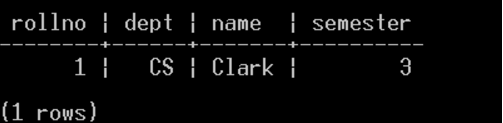 rollno | dept | name | semester
--------+------+-------+----------
1 | CS | Clark | 3
(1 rows)